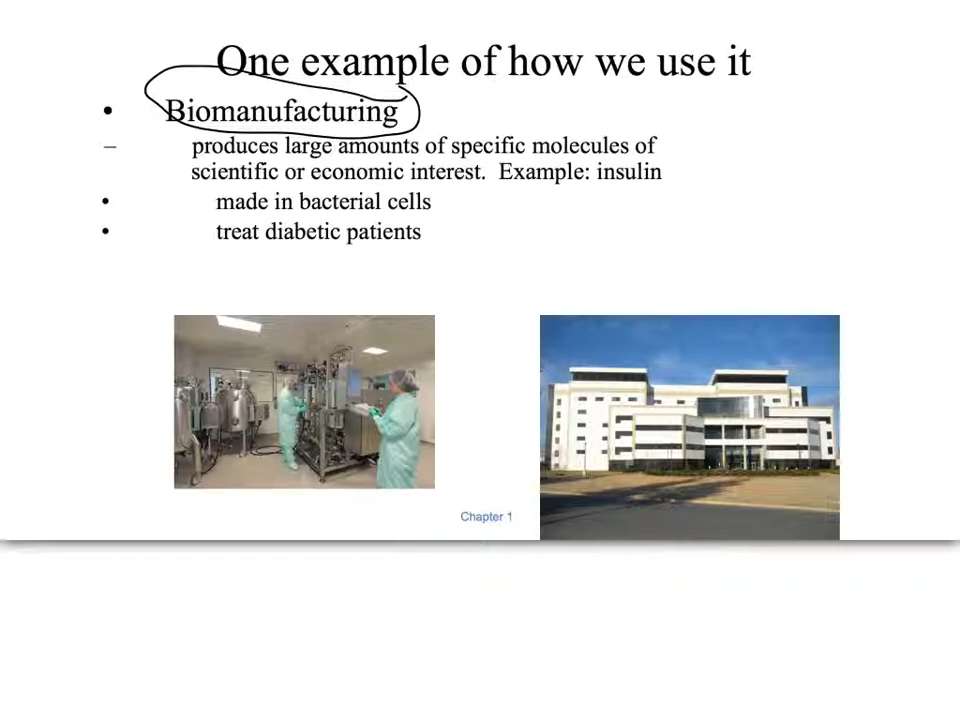 One example of how we use it
• Biomanufacturing
– produces large amounts of specific molecules of
scientific or economic interest. Example: insulin
• made in bacterial cells
• treat diabetic patients
Chapter 1